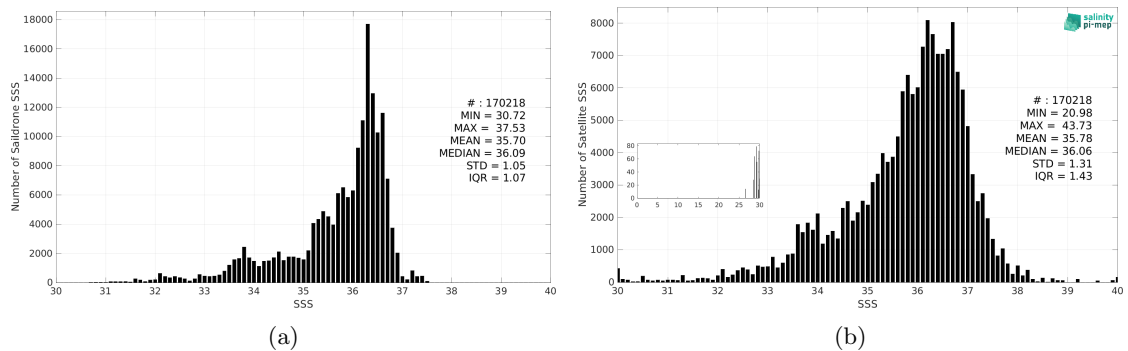 18000
16000
14000
12000
10000
8000
6000
4000
2000
0
Number of Saildrone SSS
# : 170218
MIN = 30.72
MAX = 37.53
MEAN = 35.70
MEDIAN = 36.09
STD = 1.05
IQR = 1.07
30 31 32 33 34 35 36 37 38 39 40
SSS
(a)
8000
7000
6000
5000
4000
3000
2000
1000
0
Number of Satellite SSS
salinity
pi-mep
# : 170218
MIN = 20.98
MAX = 43.73
MEAN = 35.78
MEDIAN = 36.06
STD = 1.31
IQR = 1.43
80
60
40
20
0
0 5 10 15 20 25 30
30 31 32 33 34 35 36 37 38 39 40
SSS
(b)